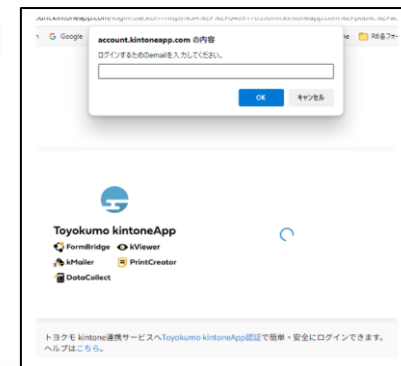 Google
R6各フォ
account.kintoneapp.com の内容
ログインするためのemailを入力してください。
OK キャンセル
Toyokumo kintoneApp
FormBridge kViewer
kMailer PrintCreator
DataCollect
トヨクモ kintone連携サービスへToyokumo kintoneApp認証で簡単・安全にログインできます。
ヘルプはこちら。